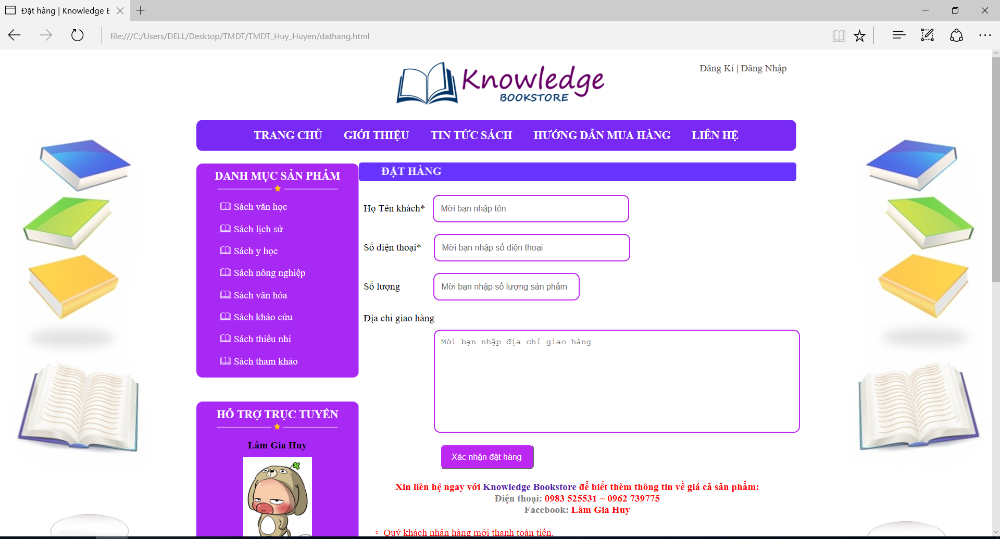 Đặt hàng | Knowledge B
file:///C:/Users/DELL/Desktop/TMDT/TMDT_Huy_Huyen/dathang.html
Knowledge
BOOKSTORE
Đăng Kí | Đăng Nhập
TRANG CHỦ GIỚI THIỆU TIN TỨC SÁCH HƯỚNG DẪN MUA HÀNG LIÊN HỆ
DANH MỤC SẢN PHẨM
Sách văn học
Sách lịch sử
Sách y học
Sách nông nghiệp
Sách văn hóa
Sách khảo cứu
Sách thiếu nhi
Sách tham khảo
HỖ TRỢ TRỰC TUYẾN
Lâm Gia Huy
ĐẶT HÀNG
Họ Tên khách* Mời bạn nhập tên
Số điện thoại* Mời bạn nhập số điện thoại
Số lượng Mời bạn nhập số lượng sản phẩm
Địa chỉ giao hàng
Mời bạn nhập địa chỉ giao hàng
Xác nhận đặt hàng
Xin liên hệ ngay với Knowledge Bookstore để biết thêm thông tin về giá cả sản phẩm:
Điện thoại: 0983 525531 ~ 0962 739775
Facebook: Lâm Gia Huy
Quý khách nhận hàng mới thanh toán tiền.